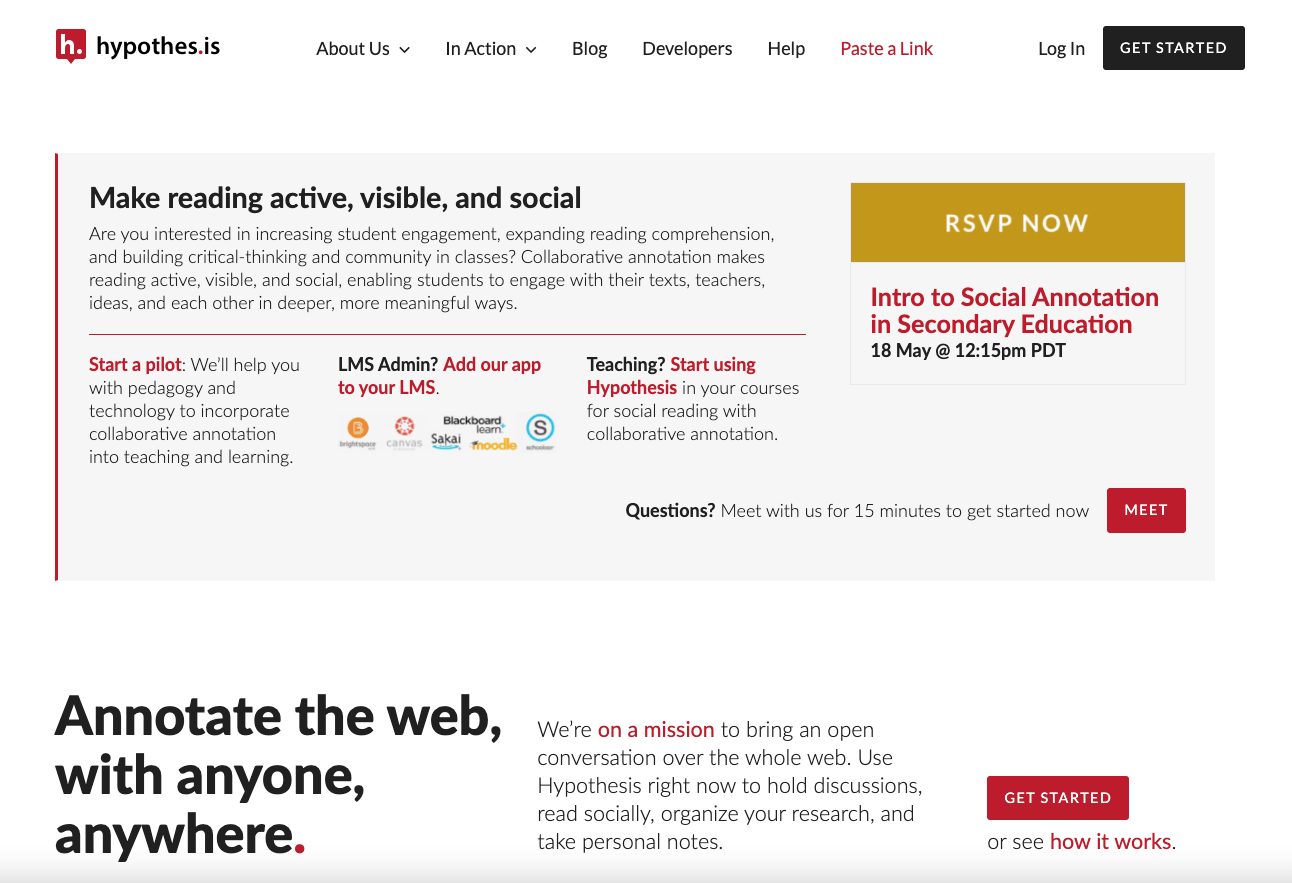 h. hypothes.is
About Us
In Action
Blog
Developers
Help
Paste a Link
Log In
GET STARTED
Make reading active, visible, and social
Are you interested in increasing student engagement, expanding reading comprehension,
and building critical-thinking and community in classes? Collaborative annotation makes
reading active, visible, and social, enabling students to engage with their texts, teachers,
ideas, and each other in deeper, more meaningful ways.
Start a pilot: We’ll help you
with pedagogy and
technology to incorporate
collaborative annotation
into teaching and learning.
LMS Admin? Add our app
to your LMS.
B
brightspace
canvas
Blackboard
learn
Sakai
moodle
S
schoology
Teaching? Start using
Hypothesis in your courses
for social reading with
collaborative annotation.
RSVP NOW
Intro to Social Annotation
in Secondary Education
18 May @ 12:15pm PDT
Questions? Meet with us for 15 minutes to get started now
MEET
Annotate the web,
with anyone,
anywhere.
We’re on a mission to bring an open
conversation over the whole web. Use
Hypothesis right now to hold discussions,
read socially, organize your research, and
take personal notes.
GET STARTED
or see how it works.